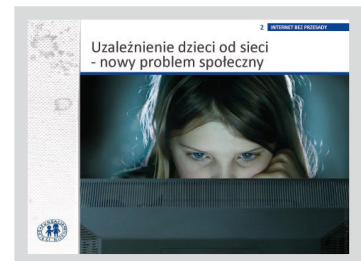 2 INTERNET BEZ PRZESADY
Uzależnienie dzieci od sieci
- nowy problem społeczny